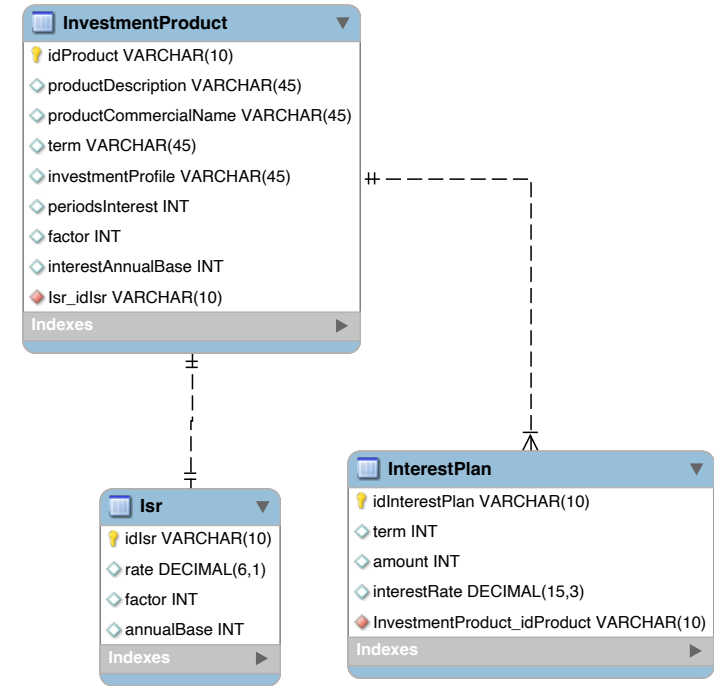 InvestmentProduct
idProduct VARCHAR(10)
productDescription VARCHAR(45)
productCommercialName VARCHAR(45)
term VARCHAR(45)
investmentProfile VARCHAR(45)
periodsInterest INT
factor INT
interestAnnualBase INT
Isr_idIsr VARCHAR(10)
Indexes
Isr
idIsr VARCHAR(10)
rate DECIMAL(6,1)
factor INT
annualBase INT
Indexes
InterestPlan
idInterestPlan VARCHAR(10)
term INT
amount INT
interestRate DECIMAL(15,3)
InvestmentProduct_idProduct VARCHAR(10)
Indexes